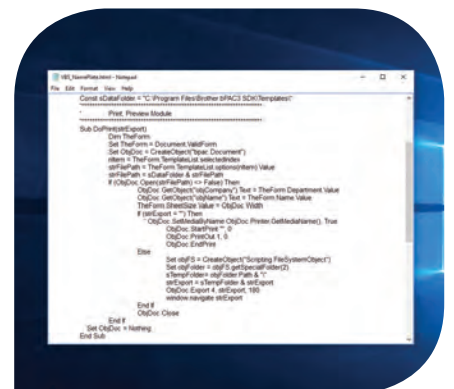 VBS_NamePlate.html - Notepad
File Edit Format View Help
Const sDataFolder = "C:\Program Files\Brother bPAC3 SDK\Templates\"
' Print, Preview Module
Sub DoPrint(strExport)
Dim TheForm
Set TheForm = Document.ValidForm
Set ObjDoc = CreateObject("bpac.Document")
nItem = TheForm.TemplateList.selectedIndex
strFilePath = TheForm.TemplateList.options(nItem).Value
strFilePath = sDataFolder & strFilePath
If (ObjDoc.Open(strFilePath) <> False) Then
ObjDoc.GetObject("objCompany").Text = TheForm.Department.Value
ObjDoc.GetObject("objName").Text = TheForm.Name.Value
TheForm.SheetSize.Value = ObjDoc.Width
If (strExport = "") Then
' ObjDoc.SetMediaByName ObjDoc.Printer.GetMediaName(), True
ObjDoc.StartPrint "", 0
ObjDoc.PrintOut 1, 0
ObjDoc.EndPrint
Else
Set objFS = CreateObject("Scripting.FileSystemObject")
Set objFolder = objFS.getSpecialFolder(2)
sTempFolder= objFolder.Path & "\"
strExport = sTempFolder & strExport
ObjDoc.Export 4, strExport, 180
window.navigate strExport
End If
ObjDoc.Close
End If
Set ObjDoc = Nothing
End Sub